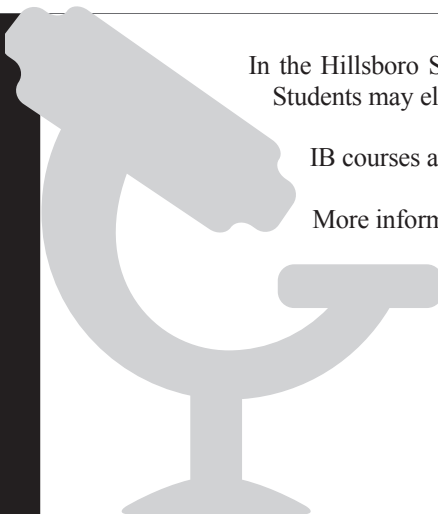 In the Hillsboro S
Students may el
IB courses a
More inform